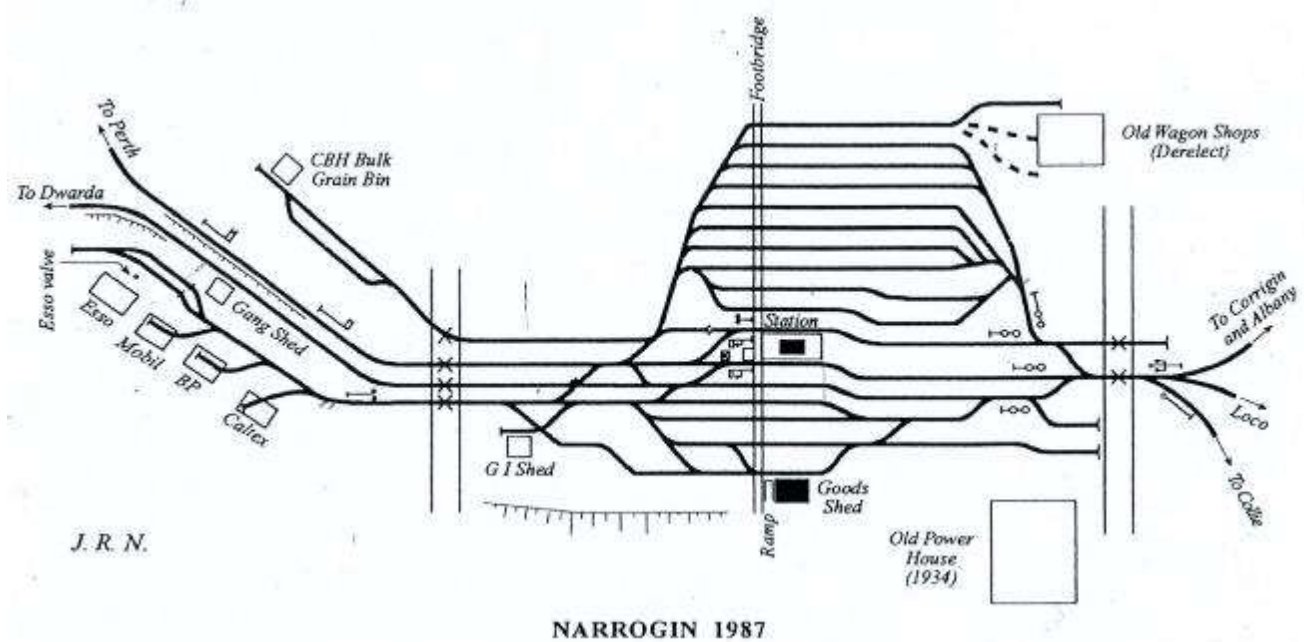 To Perth
To Dwarda
CBH Bulk
Grain Bin
Footbridge
Old Wagon Shops
(Derelect)
Esso valve
Esso
Mobil
BP
Caltex
Gang Shed
Station
To Corrigin
and Albany
Loco
To Collie
G I Shed
Goods
Shed
Ramp
Old Power
House
(1934)
J. R. N.
NARROGIN 1987